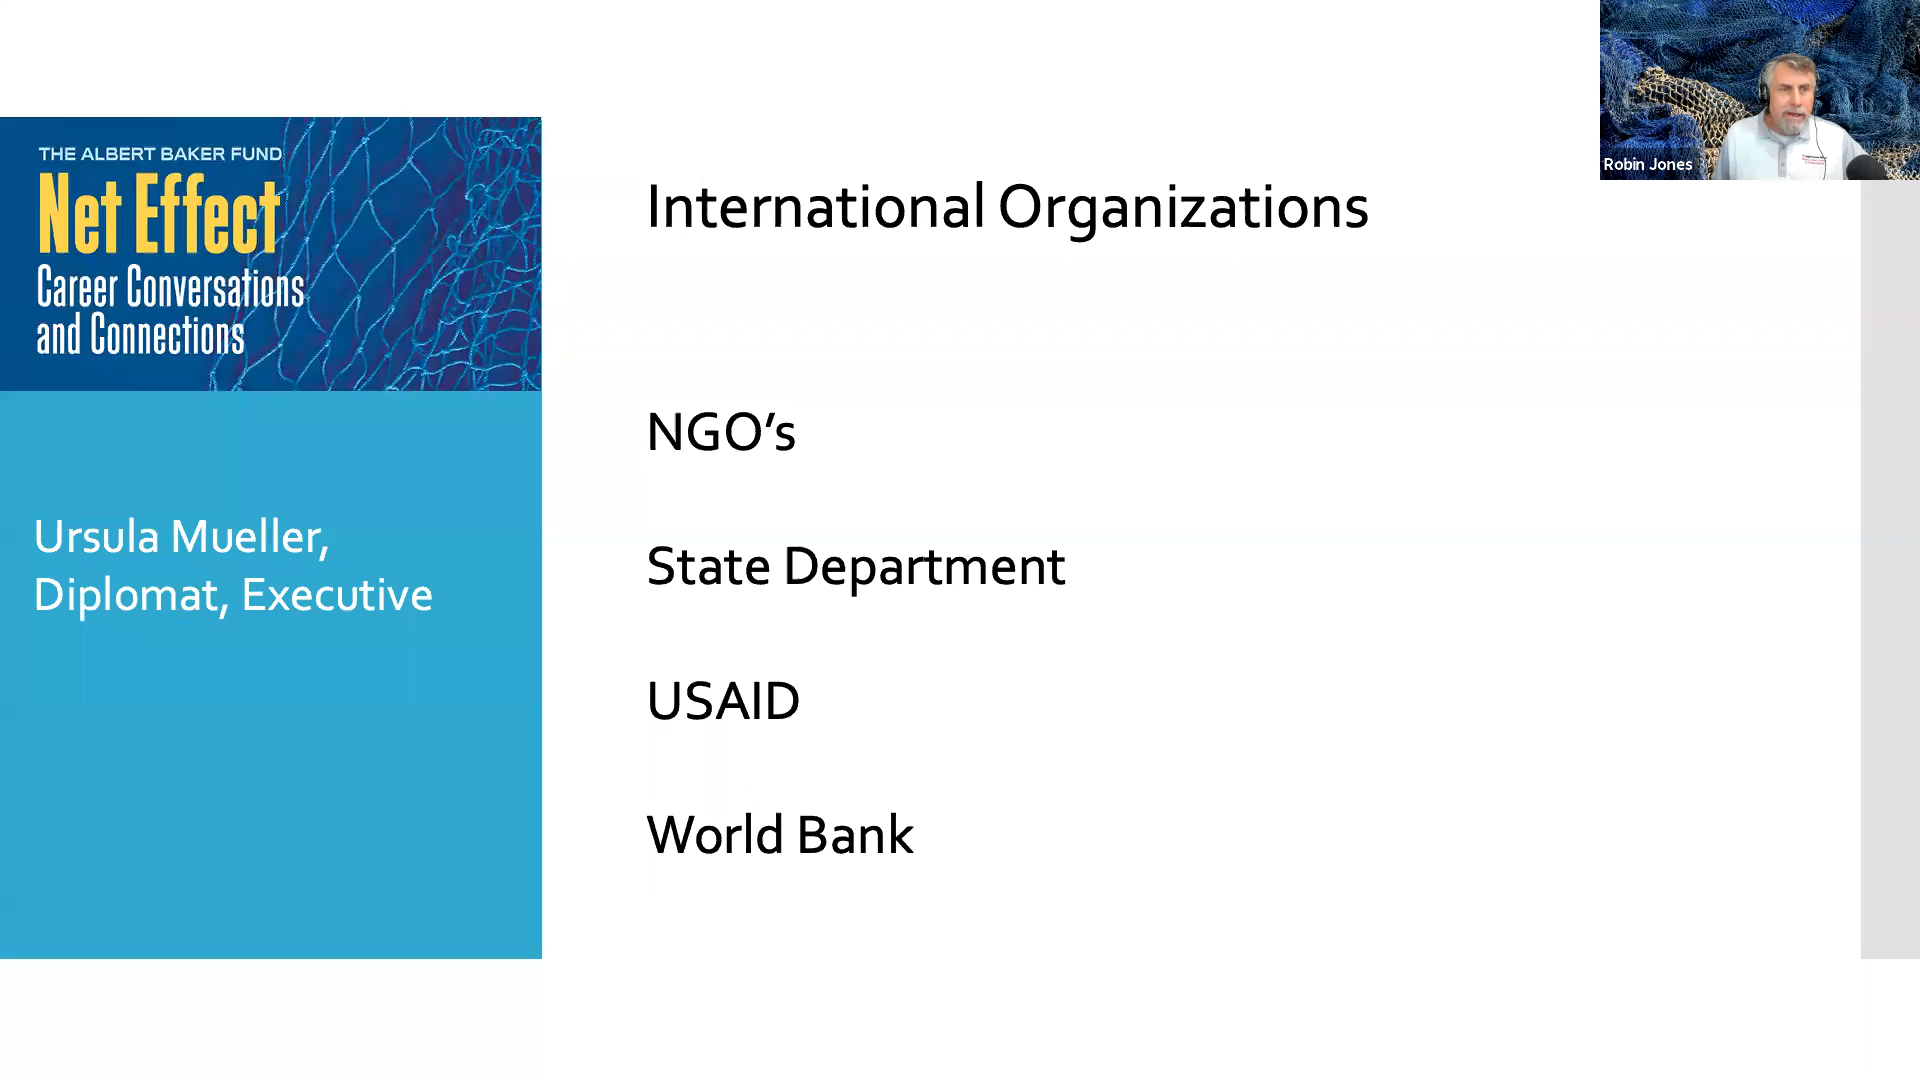 THE ALBERT BAKER FUND
Net Effect
Career Conversations
and Connections
Ursula Mueller,
Diplomat, Executive
International Organizations
NGO’s
State Department
USAID
World Bank
Robin Jones